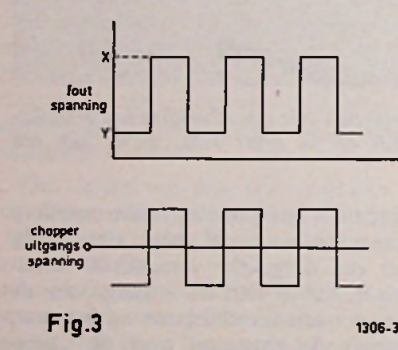 X
fout
spanning
Y
chopper
uitgangs o
spanning
Fig.3
1306-3